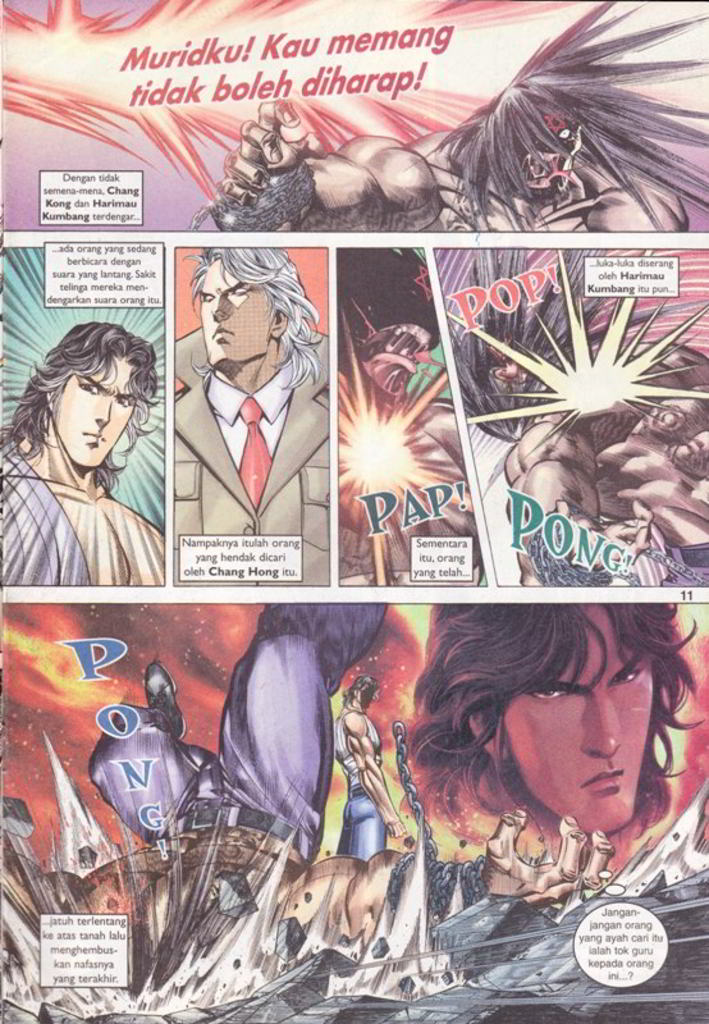 Muridku! Kau memang
tidak boleh diharap!
Dengan tidak
semena-mena, Chang
Kong dan Harimau
Kumbang terdengar...
...ada orang yang sedang
berbicara dengan
suara yang lantang. Sakit
telinga mereka men-
dengarkan suara orang itu.
Nampaknya itulah orang
yang hendak dicari
oleh Chang Hong itu.
PAP!
Sementara
itu, orang
yang telah...
...luka-luka diserang
oleh Harimau
Kumbang itu pun...
POP!
PONG!
11
PONG!
...jatuh terlentang
ke atas tanah lalu
menghembus-
kan nafasnya
yang terakhir.
Jangan-
jangan orang
yang ayah cari itu
ialah tok guru
kepada orang
ini...?